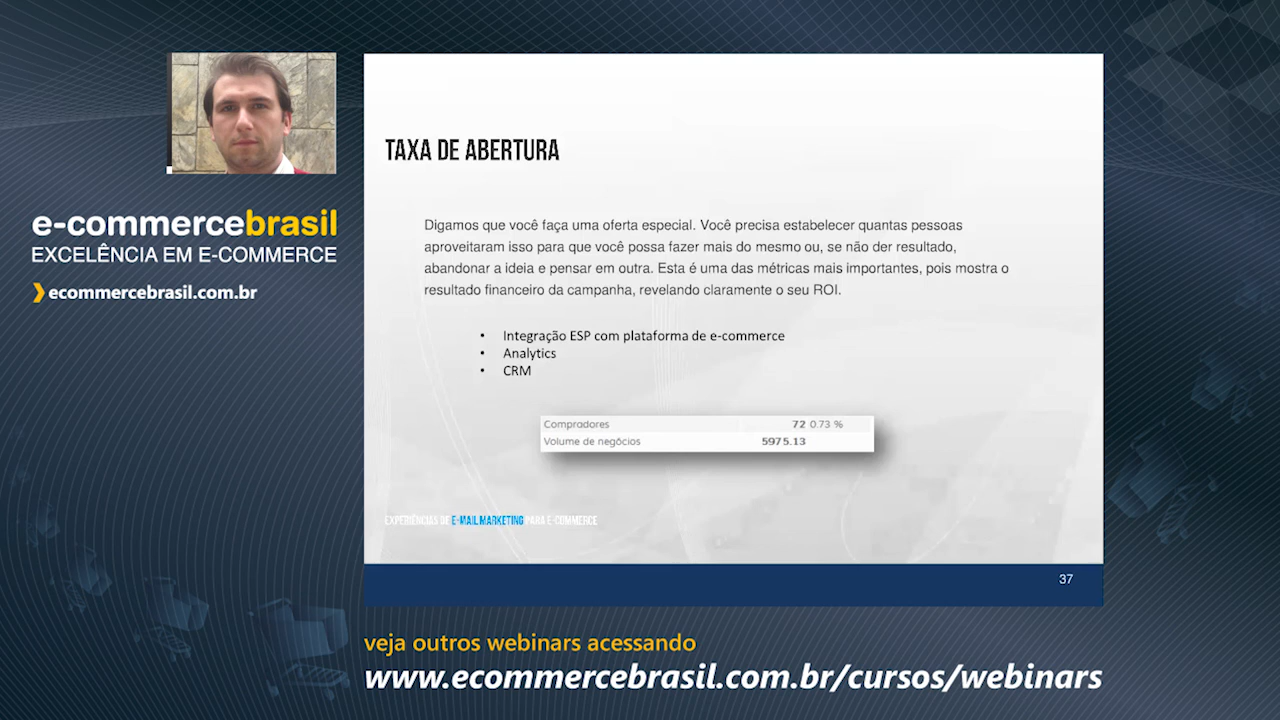 e-commercebrasil
EXCELÊNCIA EM E-COMMERCE
ecommercebrasil.com.br
TAXA DE ABERTURA
Digamos que você faça uma oferta especial. Você precisa estabelecer quantas pessoas
aproveitaram isso para que você possa fazer mais do mesmo ou, se não der resultado,
abandonar a ideia e pensar em outra. Esta é uma das métricas mais importantes, pois mostra o
resultado financeiro da campanha, revelando claramente o seu ROI.
• Integração ESP com plataforma de e-commerce
• Analytics
• CRM
Compradores 72 0.73 %
Volume de negócios 5975.13
EXPERIÊNCIAS DE E-MAIL MARKETING PARA E-COMMERCE
37
veja outros webinars acessando
www.ecommercebrasil.com.br/cursos/webinars